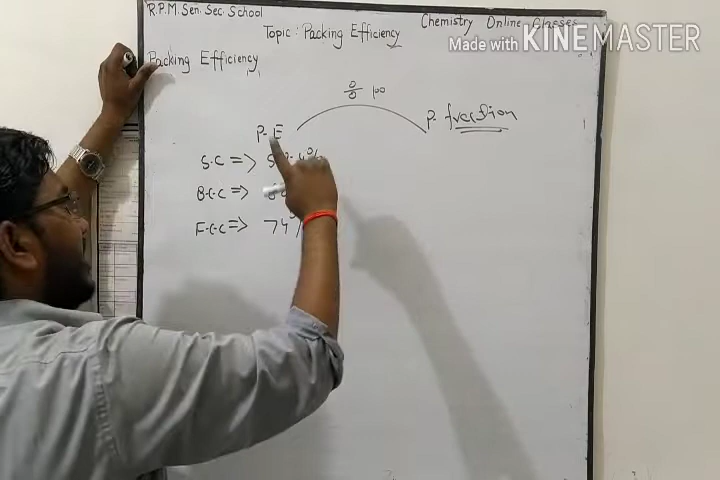 R.P.M. Sen. Sec. School
Chemistry Online Classes
Topic : Packing Efficiency
Made with KINEMASTER
Packing Efficiency
÷ 100
P. fraction
P. E
S.C =>
B.C.C =>
F.C.C => 74%